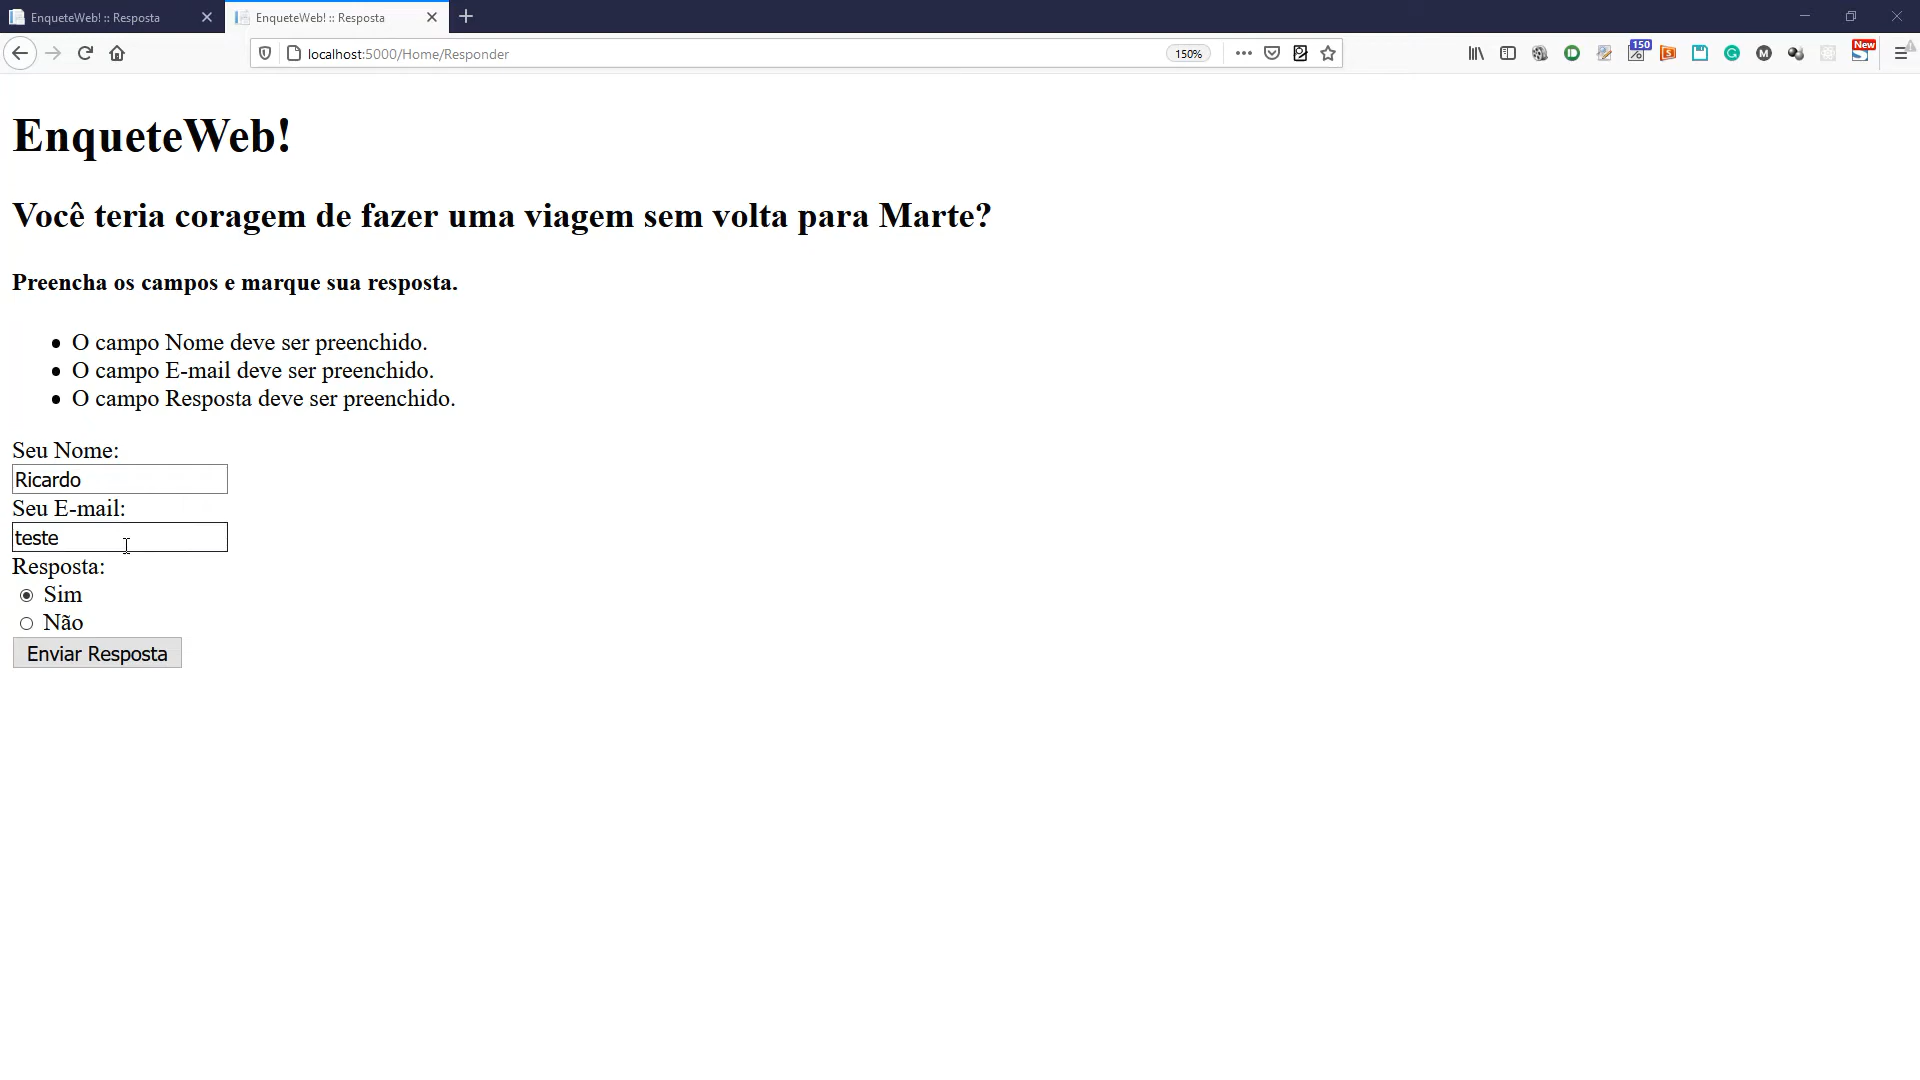 EnqueteWeb! :: Resposta
EnqueteWeb! :: Resposta
localhost:5000/Home/Responder
150%
150
New
EnqueteWeb!
Você teria coragem de fazer uma viagem sem volta para Marte?
Preencha os campos e marque sua resposta.
O campo Nome deve ser preenchido.
O campo E-mail deve ser preenchido.
O campo Resposta deve ser preenchido.
Seu Nome:
Ricardo
Seu E-mail:
teste
Resposta:
Sim
Não
Enviar Resposta